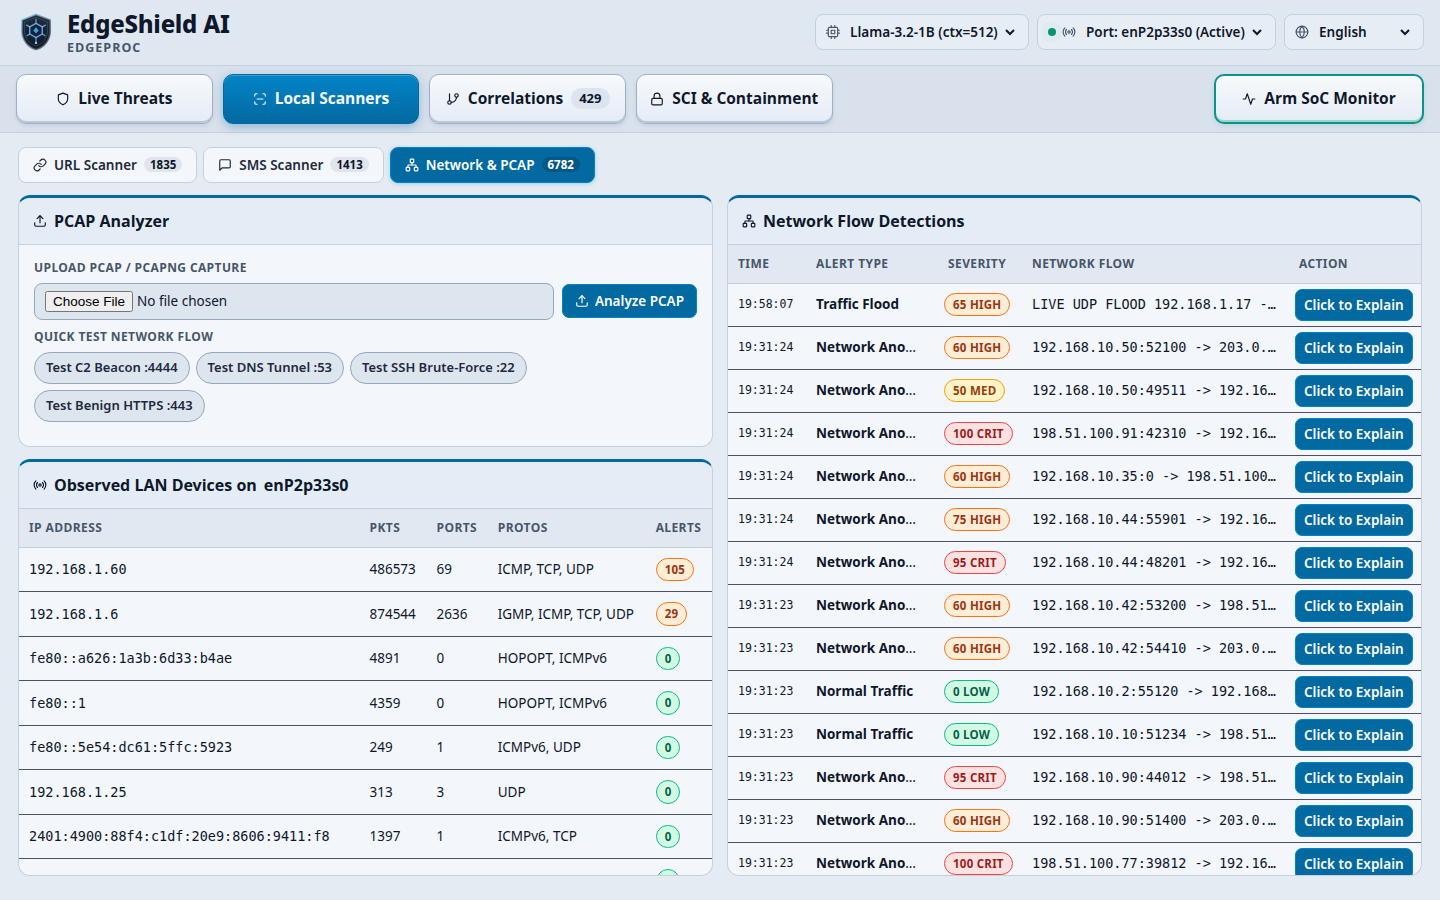 EdgeShield AI
EDGEPROC
Llama-3.2-1B (ctx=512)
Port: enP2p33s0 (Active)
English
Live Threats
Local Scanners
Correlations 429
SCI & Containment
Arm SoC Monitor
URL Scanner 1835
SMS Scanner 1413
Network & PCAP 6782
PCAP Analyzer
UPLOAD PCAP / PCAPNG CAPTURE
Choose File No file chosen
Analyze PCAP
QUICK TEST NETWORK FLOW
Test C2 Beacon :4444
Test DNS Tunnel :53
Test SSH Brute-Force :22
Test Benign HTTPS :443
Observed LAN Devices on enP2p33s0
IP ADDRESS PKTS PORTS PROTOS ALERTS
192.168.1.60 486573 69 ICMP, TCP, UDP 105
192.168.1.6 874544 2636 IGMP, ICMP, TCP, UDP 29
fe80::a626:1a3b:6d33:b4ae 4891 0 HOPOPT, ICMPv6 0
fe80::1 4359 0 HOPOPT, ICMPv6 0
fe80::5e54:dc61:5ffc:5923 249 1 ICMPv6, UDP 0
192.168.1.25 313 3 UDP 0
2401:4900:88f4:c1df:20e9:8606:9411:f8 1397 1 ICMPv6, TCP 0
Network Flow Detections
TIME ALERT TYPE SEVERITY NETWORK FLOW ACTION
19:58:07 Traffic Flood 65 HIGH LIVE UDP FLOOD 192.168.1.17 -… Click to Explain
19:31:24 Network Ano… 60 HIGH 192.168.10.50:52100 -> 203.0.… Click to Explain
19:31:24 Network Ano… 50 MED 192.168.10.50:49511 -> 192.16… Click to Explain
19:31:24 Network Ano… 100 CRIT 198.51.100.91:42310 -> 192.16… Click to Explain
19:31:24 Network Ano… 60 HIGH 192.168.10.35:0 -> 198.51.100… Click to Explain
19:31:24 Network Ano… 75 HIGH 192.168.10.44:55901 -> 192.16… Click to Explain
19:31:24 Network Ano… 95 CRIT 192.168.10.44:48201 -> 192.16… Click to Explain
19:31:23 Network Ano… 60 HIGH 192.168.10.42:53200 -> 198.51… Click to Explain
19:31:23 Network Ano… 60 HIGH 192.168.10.42:54410 -> 203.0.… Click to Explain
19:31:23 Normal Traffic 0 LOW 192.168.10.2:55120 -> 192.168… Click to Explain
19:31:23 Normal Traffic 0 LOW 192.168.10.10:51234 -> 198.51… Click to Explain
19:31:23 Network Ano… 95 CRIT 192.168.10.90:44012 -> 198.51… Click to Explain
19:31:23 Network Ano… 60 HIGH 192.168.10.90:51400 -> 203.0.… Click to Explain
19:31:23 Network Ano… 100 CRIT 198.51.100.77:39812 -> 192.16… Click to Explain